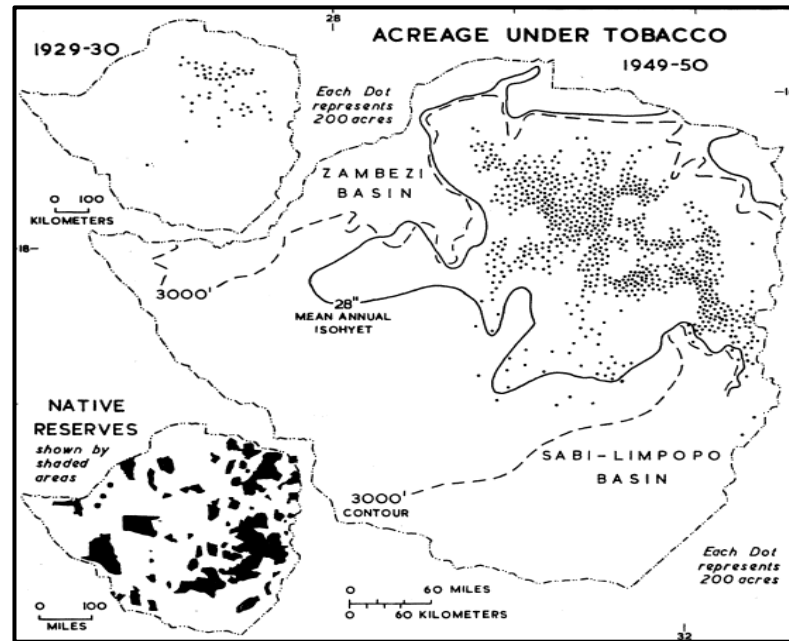 28
ACREAGE UNDER TOBACCO
1929-30
1949-50
Each Dot
represents
200 acres
ZAMBEZI
BASIN
0 100
KILOMETERS
18
3000'
28"
MEAN ANNUAL
ISOHYET
NATIVE
RESERVES
shown by
shaded
areas
SABI-LIMPOPO
BASIN
3000'
CONTOUR
Each Dot
represents
200 acres
0 60 MILES
0 60 KILOMETERS
0 100
MILES
32